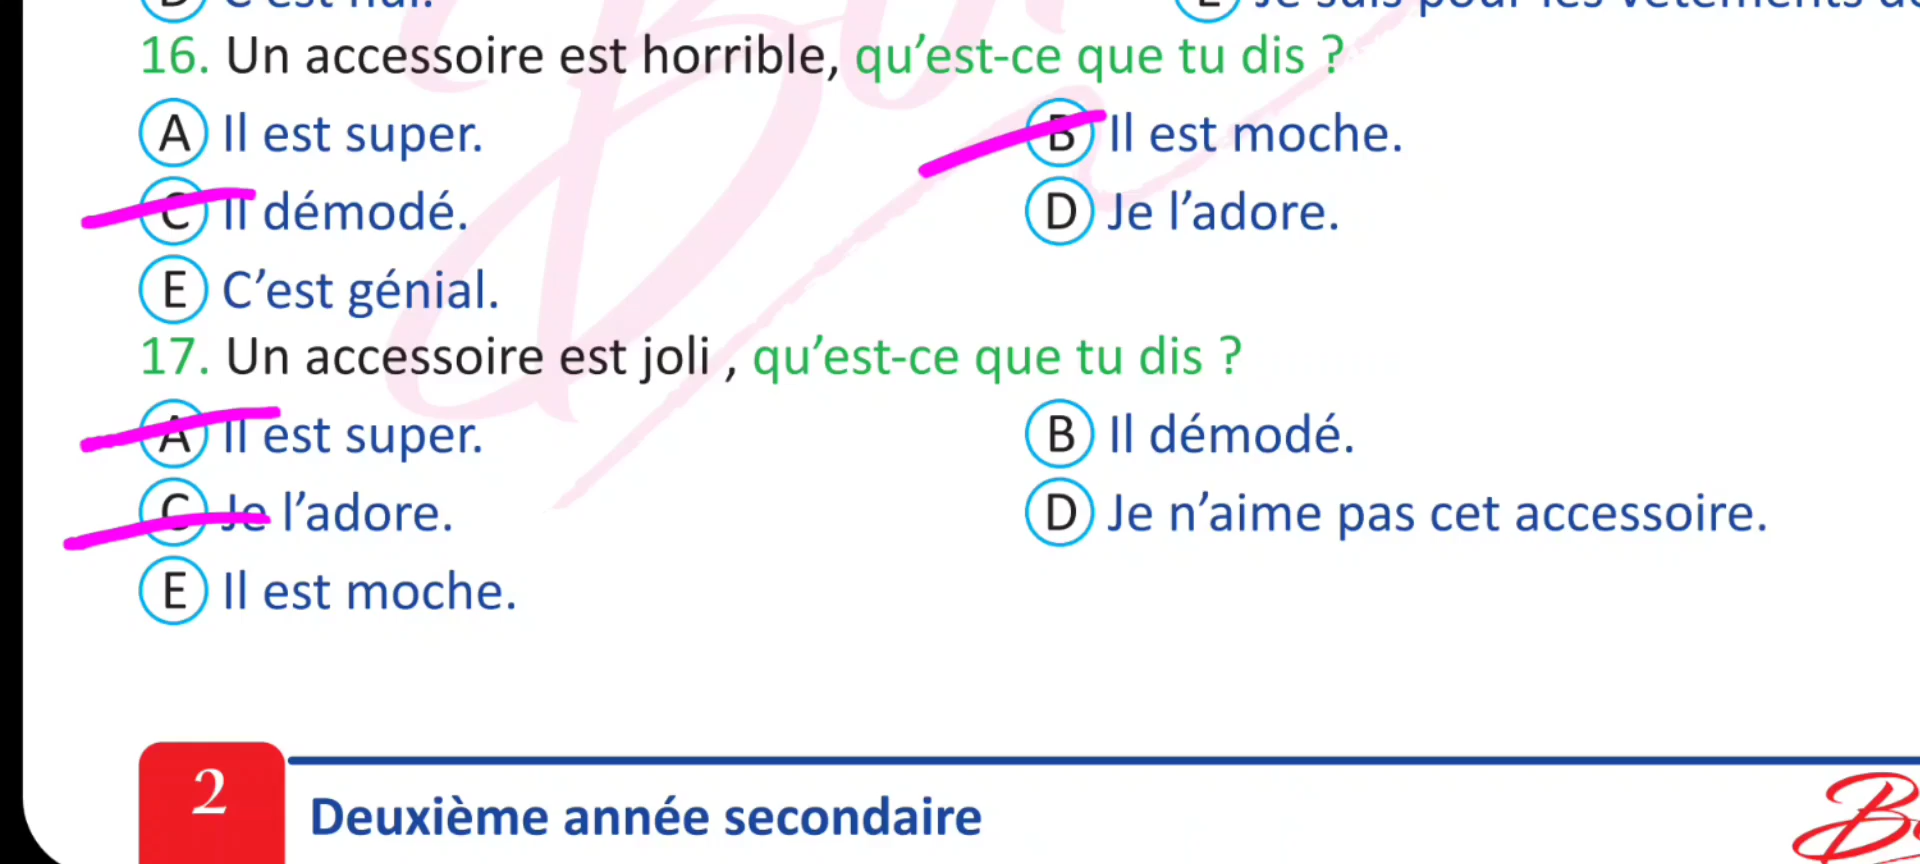 16. Un accessoire est horrible, qu'est-ce que tu dis ?
A Il est super.
B Il est moche.
C Il démodé.
D Je l'adore.
E C'est génial.
17. Un accessoire est joli , qu'est-ce que tu dis ?
A Il est super.
B Il démodé.
C Je l'adore.
D Je n'aime pas cet accessoire.
E Il est moche.
2
Deuxième année secondaire